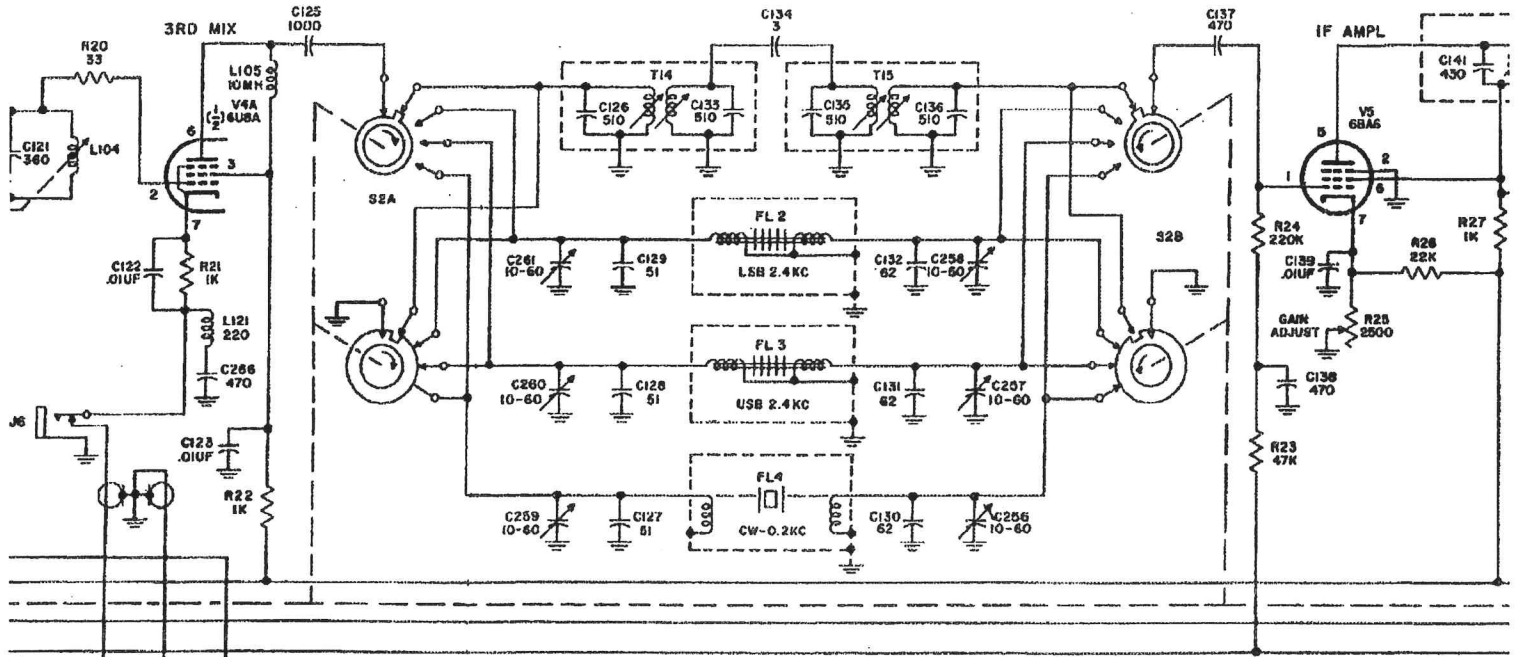 3RD MIX
R20
33
C125
1000
L105
10MH
V4A
(1/2) 6U8A
6
3
2
7
C121
360
L104
C122
.01UF
R21
1K
L121
220
C266
470
J6
C123
.01UF
R22
1K
S2A
C134
3
T14
C126
510
C133
510
T15
C135
510
C136
510
FL 2
LSB 2.4KC
C261
10-60
C129
51
C132
62
C258
10-60
FL 3
USB 2.4KC
C260
10-60
C128
51
C131
62
C257
10-60
FL4
CW-0.2KC
C259
10-60
C127
51
C130
62
C256
10-60
S2B
C137
470
IF AMPL
C141
430
V5
6BA6
5
2
6
1
7
R24
220K
C139
.01UF
R26
22K
R27
1K
GAIN
ADJUST
R25
2500
C138
470
R23
47K